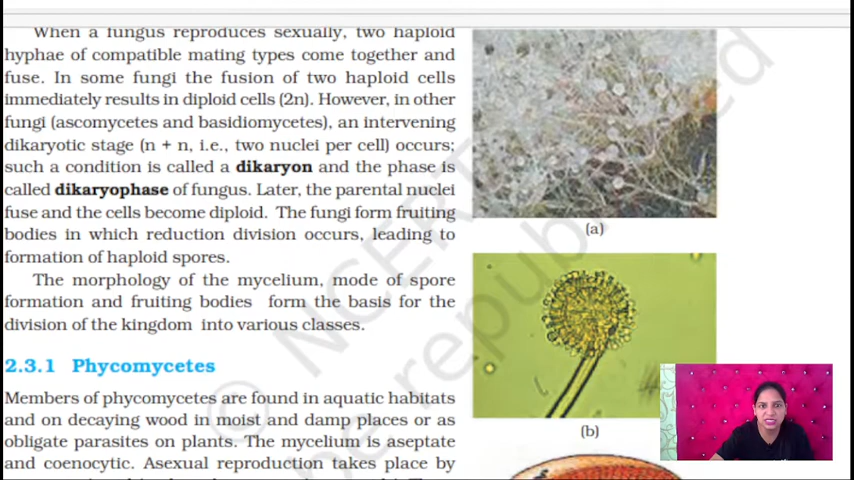 When a fungus reproduces sexually, two haploid
hyphae of compatible mating types come together and
fuse. In some fungi the fusion of two haploid cells
immediately results in diploid cells (2n). However, in other
fungi (ascomycetes and basidiomycetes), an intervening
dikaryotic stage (n + n, i.e., two nuclei per cell) occurs;
such a condition is called a dikaryon and the phase is
called dikaryophase of fungus. Later, the parental nuclei
fuse and the cells become diploid. The fungi form fruiting
bodies in which reduction division occurs, leading to
formation of haploid spores.
The morphology of the mycelium, mode of spore
formation and fruiting bodies form the basis for the
division of the kingdom into various classes.
2.3.1 Phycomycetes
Members of phycomycetes are found in aquatic habitats
and on decaying wood in moist and damp places or as
obligate parasites on plants. The mycelium is aseptate
and coenocytic. Asexual reproduction takes place by
(a)
(b)
© NCERT
be republished